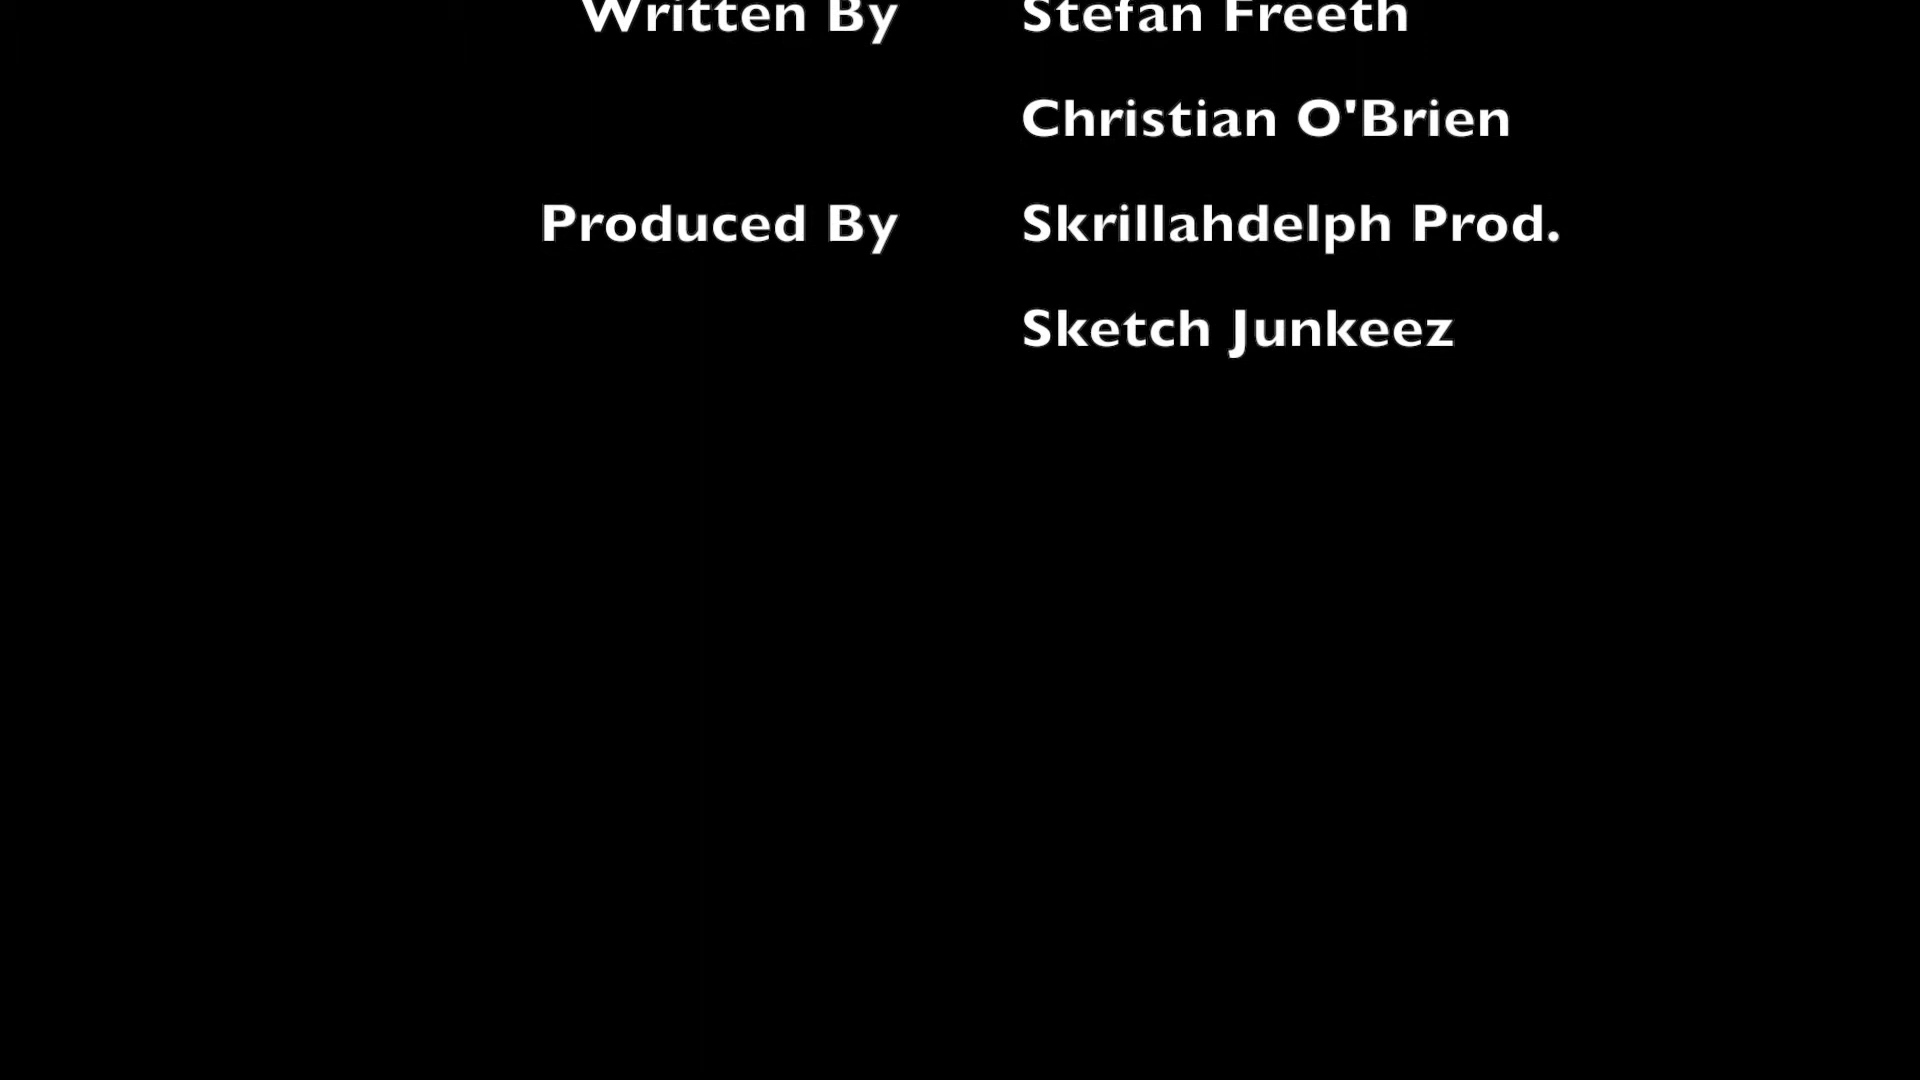 Written By Stefan Freeth
Christian O'Brien
Produced By Skrillahdelph Prod.
Sketch Junkeez